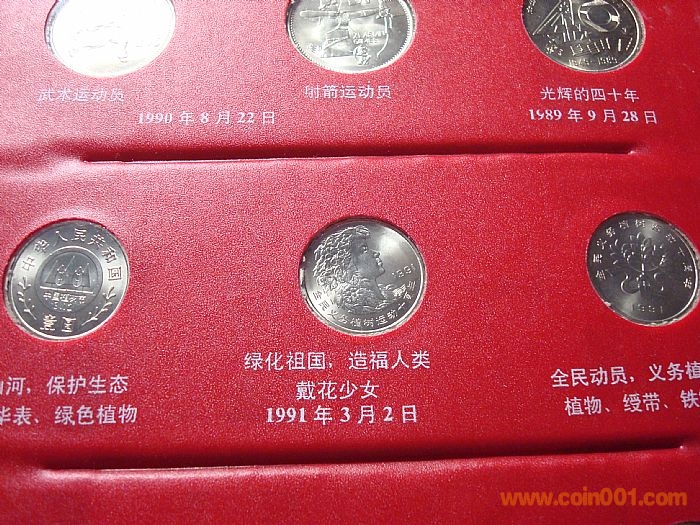 武术运动员
射箭运动员
光辉的四十年
1990 年 8 月 22 日
1989 年 9 月 28 日
中华人民共和国
1991
1991
绿化祖国，造福人类
戴花少女
1991 年 3 月 2 日
山河，保护生态
华表、绿色植物
全民动员，义务植
植物、绶带、铁
www.coin001.com